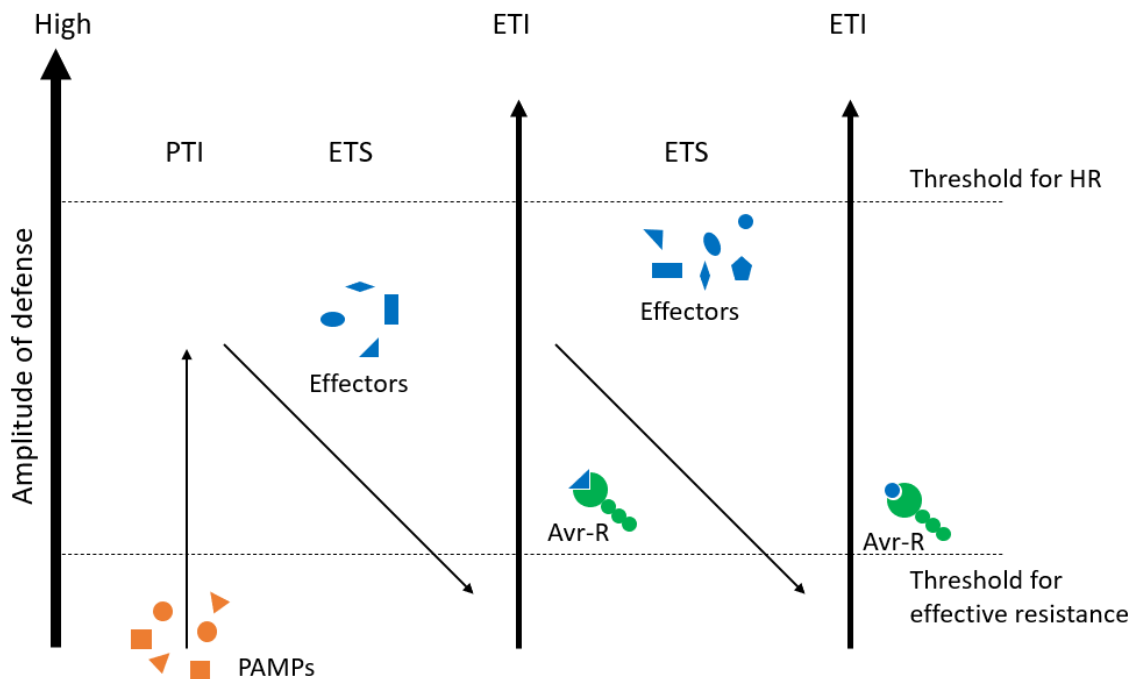 High
ETI
ETI
PTI
ETS
ETS
Threshold for HR
Amplitude of defense
Effectors
Effectors
Avr-R
Avr-R
Threshold for
effective resistance
PAMPs